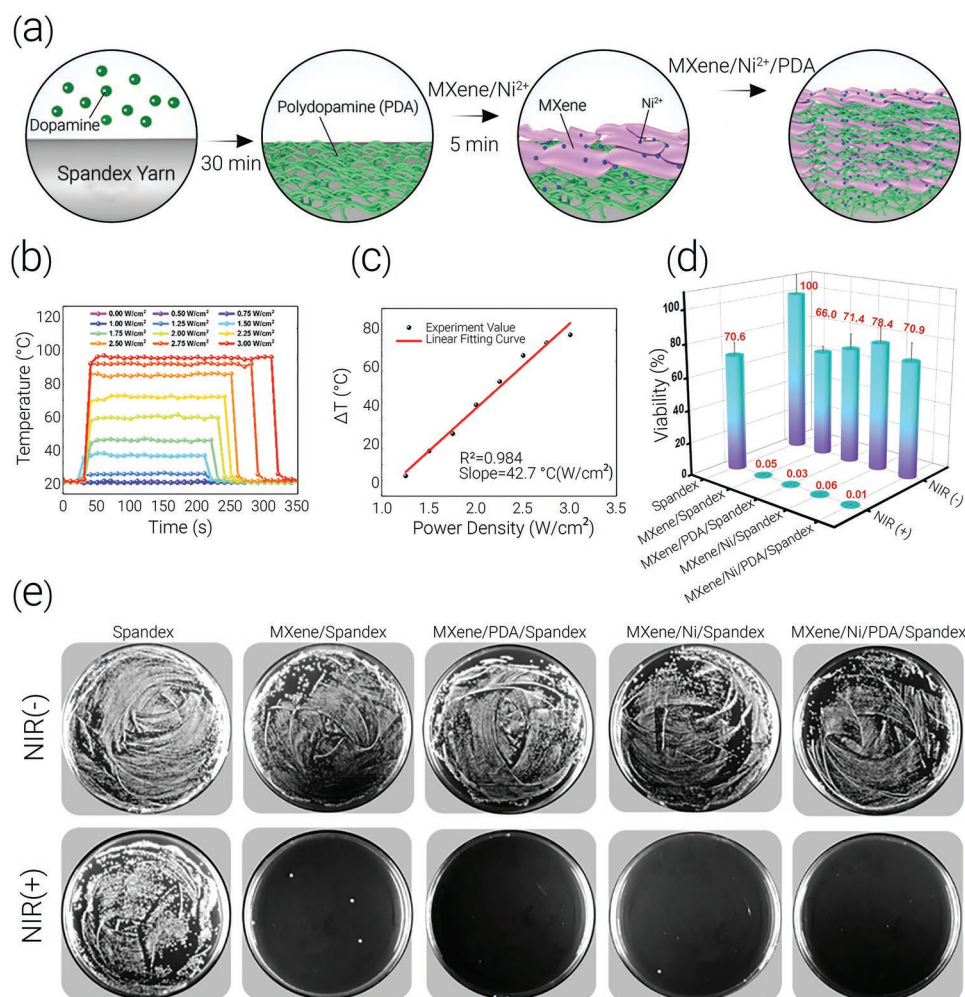 (a)
Dopamine
Spandex Yarn
30 min
Polydopamine (PDA)
MXene/Ni²⁺
5 min
MXene
Ni²⁺
MXene/Ni²⁺/PDA
(b)
0.00 W/cm² 0.50 W/cm² 0.75 W/cm²
1.00 W/cm² 1.25 W/cm² 1.50 W/cm²
1.75 W/cm² 2.00 W/cm² 2.25 W/cm²
2.50 W/cm² 2.75 W/cm² 3.00 W/cm²
Temperature (°C)
120
100
80
60
40
20
0 50 100 150 200 250 300 350
Time (s)
(c)
Experiment Value
Linear Fitting Curve
ΔT (°C)
80
60
40
20
0
R²=0.984
Slope=42.7 °C(W/cm²)
1.0 1.5 2.0 2.5 3.0
Power Density (W/cm²)
(d)
Viability (%)
100
80
60
40
20
0
70.6
100
66.0
71.4
78.4
70.9
0.05
0.03
0.06
0.01
Spandex
MXene/Spandex
MXene/PDA/Spandex
MXene/Ni/Spandex
MXene/Ni/PDA/Spandex
NIR (-)
NIR (+)
(e)
Spandex
MXene/Spandex
MXene/PDA/Spandex
MXene/Ni/Spandex
MXene/Ni/PDA/Spandex
NIR(-)
NIR(+)